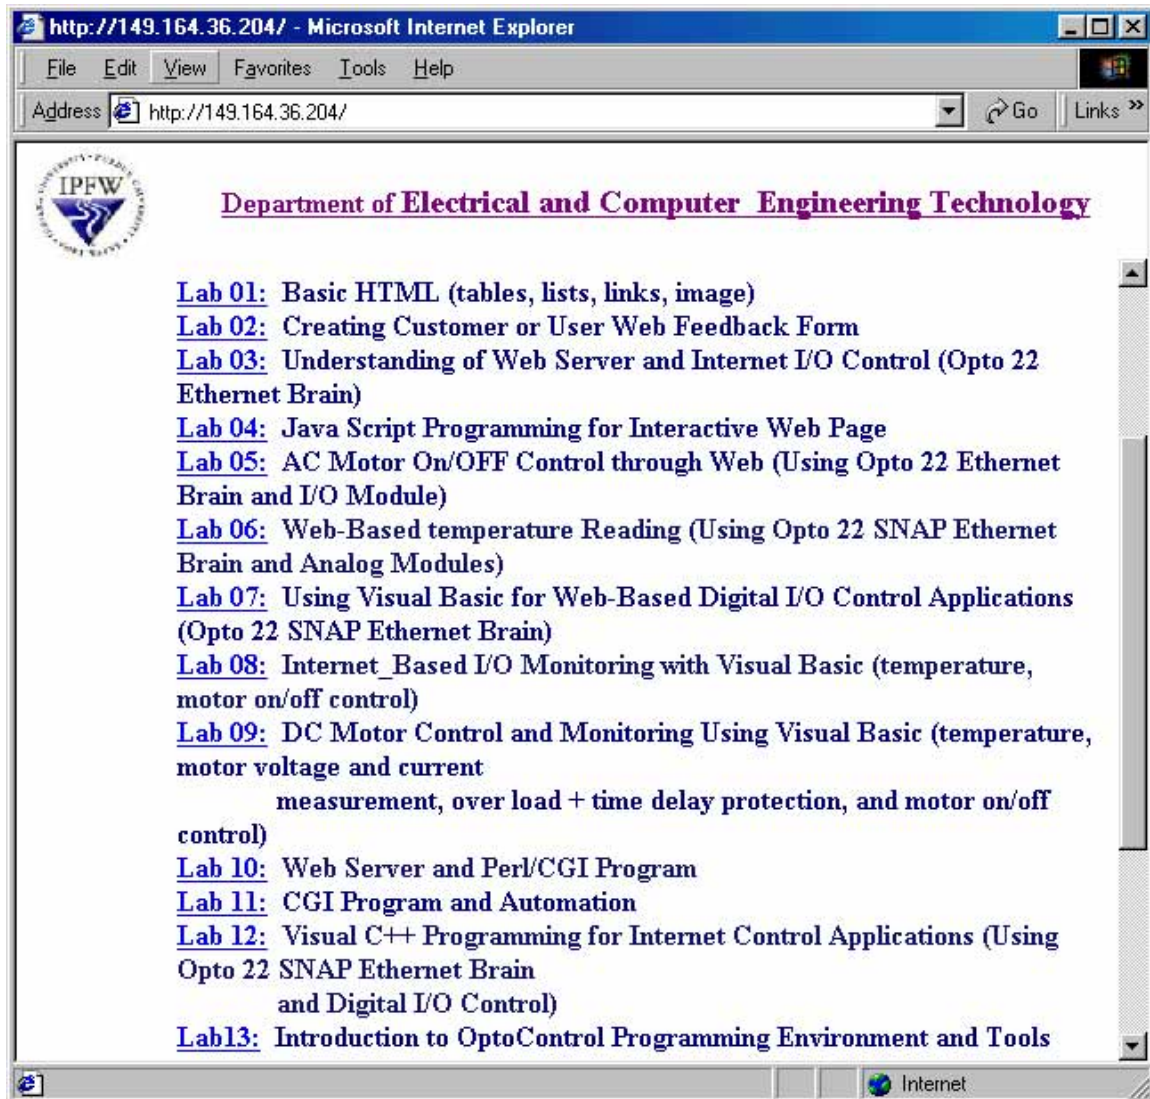 http://149.164.36.204/ - Microsoft Internet Explorer
File Edit View Favorites Tools Help
Address http://149.164.36.204/ Go Links »
IPFW
Department of Electrical and Computer Engineering Technology
Lab 01: Basic HTML (tables, lists, links, image)
Lab 02: Creating Customer or User Web Feedback Form
Lab 03: Understanding of Web Server and Internet I/O Control (Opto 22
Ethernet Brain)
Lab 04: Java Script Programming for Interactive Web Page
Lab 05: AC Motor On/OFF Control through Web (Using Opto 22 Ethernet
Brain and I/O Module)
Lab 06: Web-Based temperature Reading (Using Opto 22 SNAP Ethernet
Brain and Analog Modules)
Lab 07: Using Visual Basic for Web-Based Digital I/O Control Applications
(Opto 22 SNAP Ethernet Brain)
Lab 08: Internet_Based I/O Monitoring with Visual Basic (temperature,
motor on/off control)
Lab 09: DC Motor Control and Monitoring Using Visual Basic (temperature,
motor voltage and current
measurement, over load + time delay protection, and motor on/off
control)
Lab 10: Web Server and Perl/CGI Program
Lab 11: CGI Program and Automation
Lab 12: Visual C++ Programming for Internet Control Applications (Using
Opto 22 SNAP Ethernet Brain
and Digital I/O Control)
Lab13: Introduction to OptoControl Programming Environment and Tools
Internet